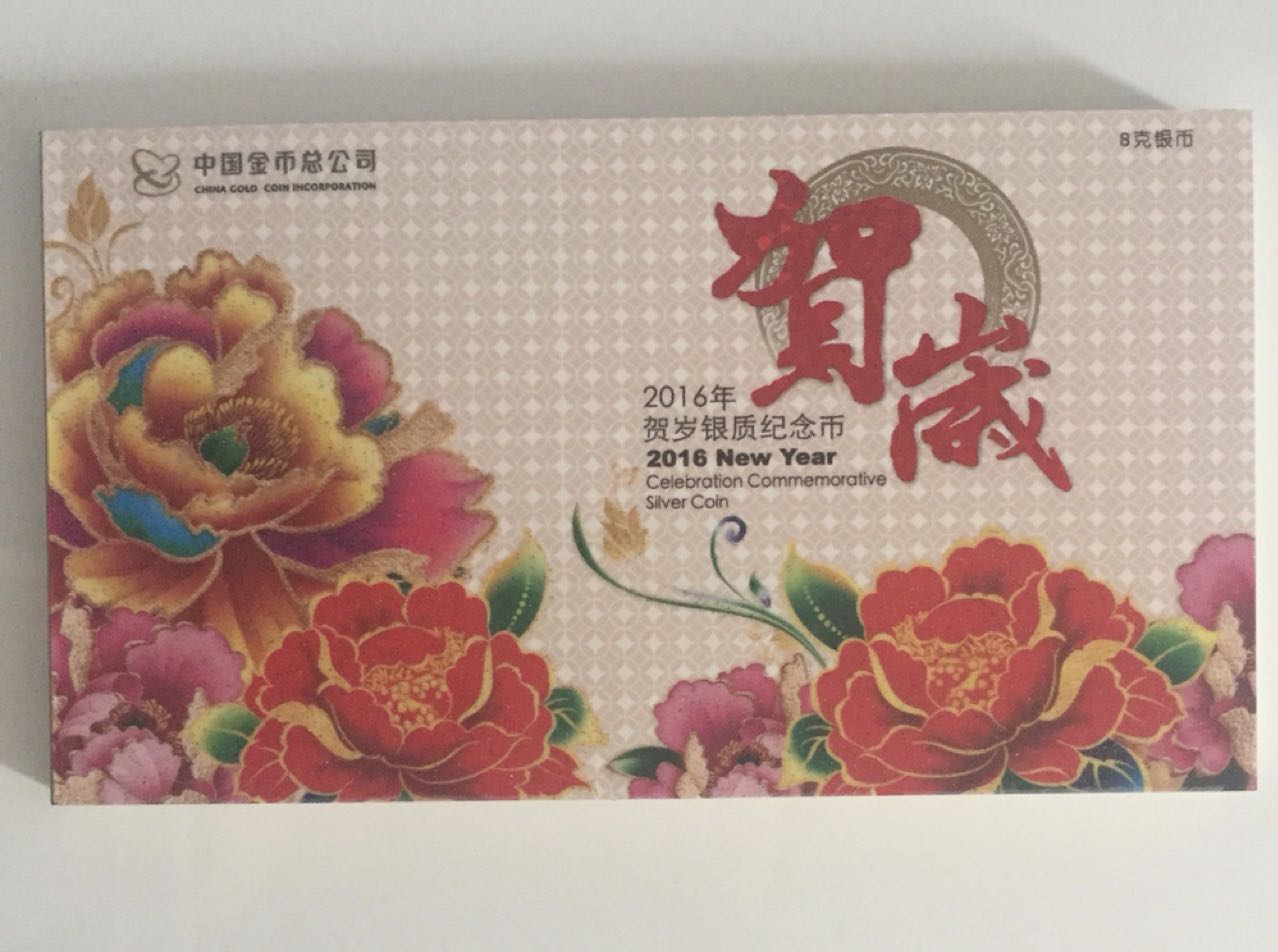 中国金币总公司
CHINA GOLD COIN INCORPORATION
8克银币
賀歲
2016年
贺岁银质纪念币
2016 New Year
Celebration Commemorative
Silver Coin